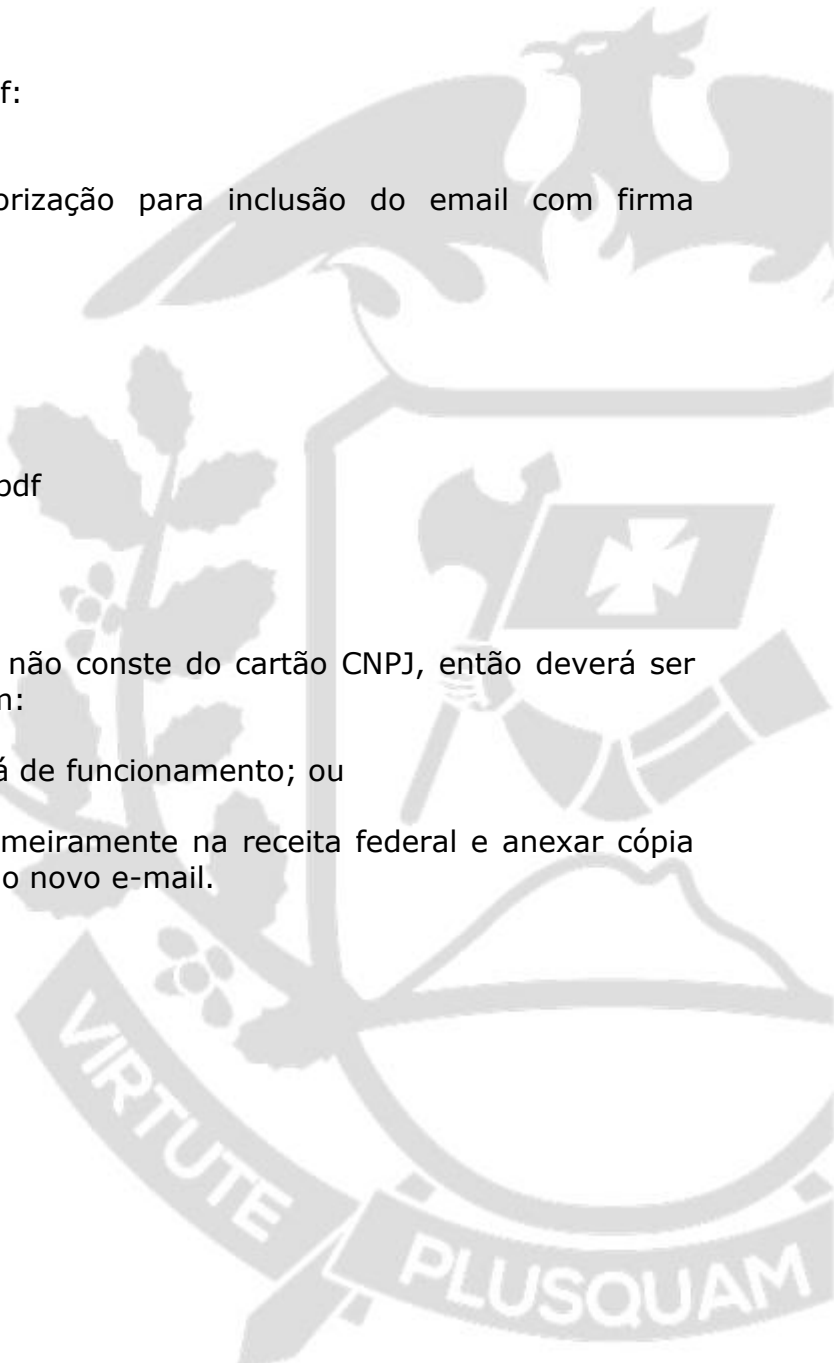 f:
orização para inclusão do email com firma
pdf
não conste do cartão CNPJ, então deverá ser
n:
á de funcionamento; ou
meiramente na receita federal e anexar cópia
o novo e-mail.
VIRTUTE
PLUSQUAM